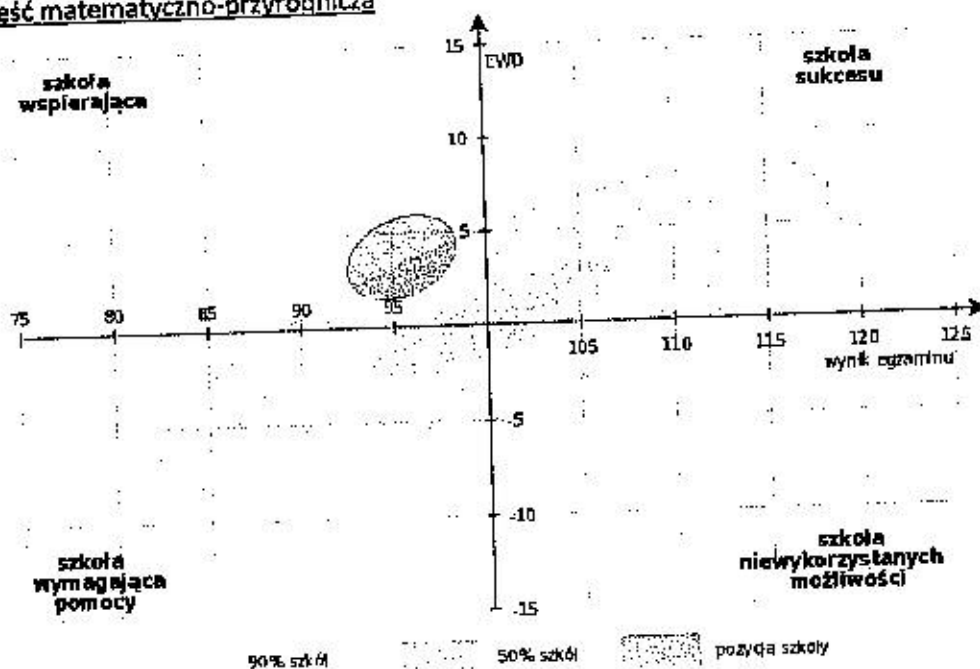 ęść matematyczno-przyrodnicza
szkoła
wspierająca
15
EWD
szkoła
sukcesu
10
5
75
80
85
90
95
105
110
115
120
125
wynik egzaminu
-5
-10
-15
szkoła
wymagająca
pomocy
szkoła
niewykorzystanych
możliwości
90% szkół
50% szkół
pozycja szkoły